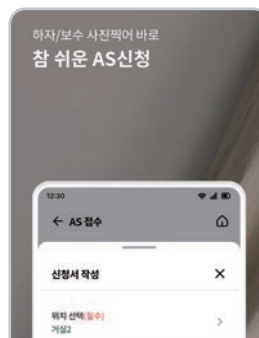 하자/보수 사진찍어 바로
참 쉬운 AS신청
12:30
← AS 접수
신청서 작성 ×
위치 선택(필수)
거실2 >